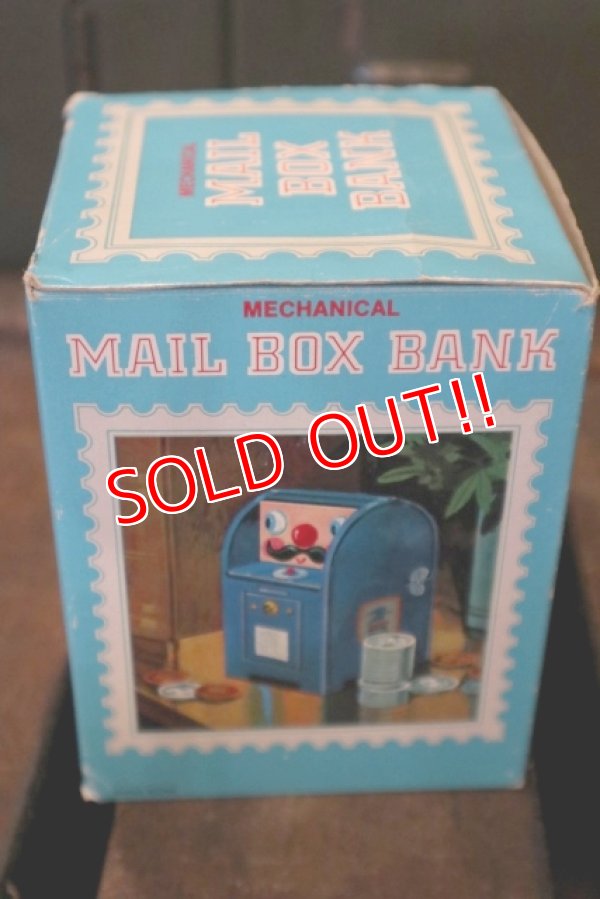 MECHANICAL
MAIL
BOX
BANK
MECHANICAL
MAIL BOX BANK
SOLD OUT!!